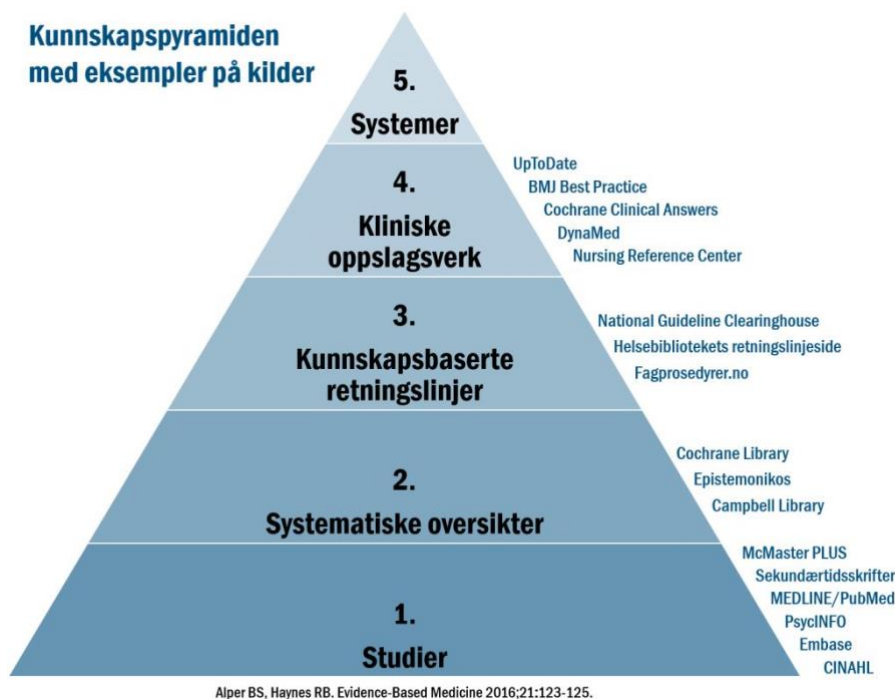 Kunnskapspyramiden
med eksempler på kilder
5.
Systemer
4.
Kliniske
oppslagsverk
UpToDate
BMJ Best Practice
Cochrane Clinical Answers
DynaMed
Nursing Reference Center
3.
Kunnskapsbaserte
retningslinjer
National Guideline Clearinghouse
Helsebibliotekets retningslinjeside
Fagprosedyrer.no
2.
Systematiske oversikter
Cochrane Library
Epistemonikos
Campbell Library
1.
Studier
McMaster PLUS
Sekundærtidsskrifter
MEDLINE/PubMed
PsycINFO
Embase
CINAHL
Alper BS, Haynes RB. Evidence-Based Medicine 2016;21:123-125.